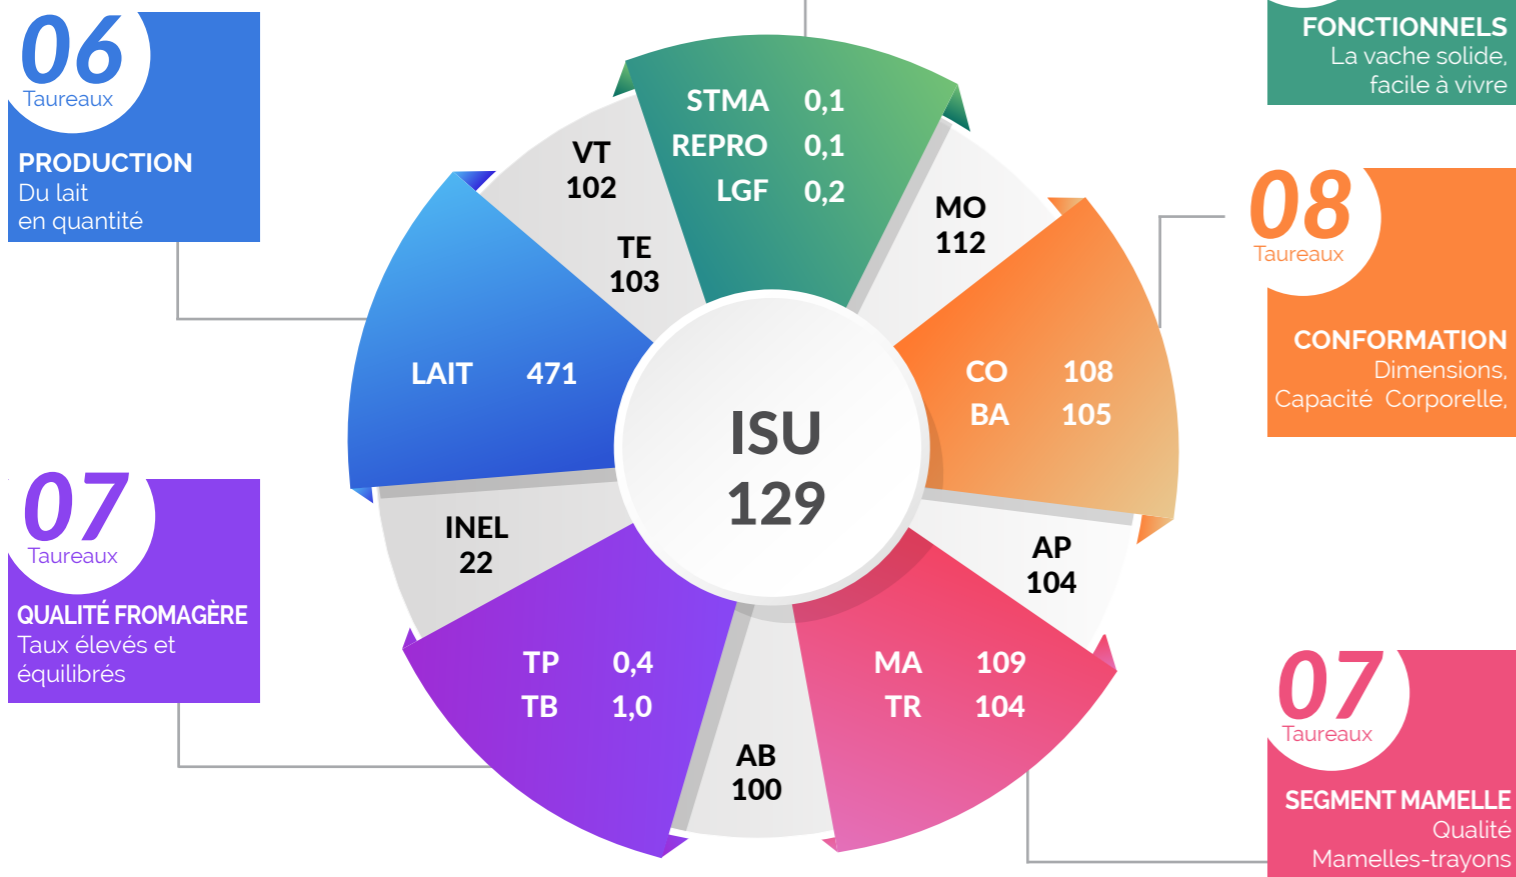 06
Taureaux
PRODUCTION
Du lait
en quantité
07
Taureaux
QUALITÉ FROMAGÈRE
Taux élevés et
équilibrés
STMA 0,1
REPRO 0,1
LGF 0,2
VT
102
TE
103
MO
112
LAIT 471
CO 108
BA 105
ISU
129
INEL
22
AP
104
TP 0,4
TB 1,0
MA 109
TR 104
AB
100
FONCTIONNELS
La vache solide,
facile à vivre
08
Taureaux
CONFORMATION
Dimensions,
Capacité Corporelle,
07
Taureaux
SEGMENT MAMELLE
Qualité
Mamelles-trayons